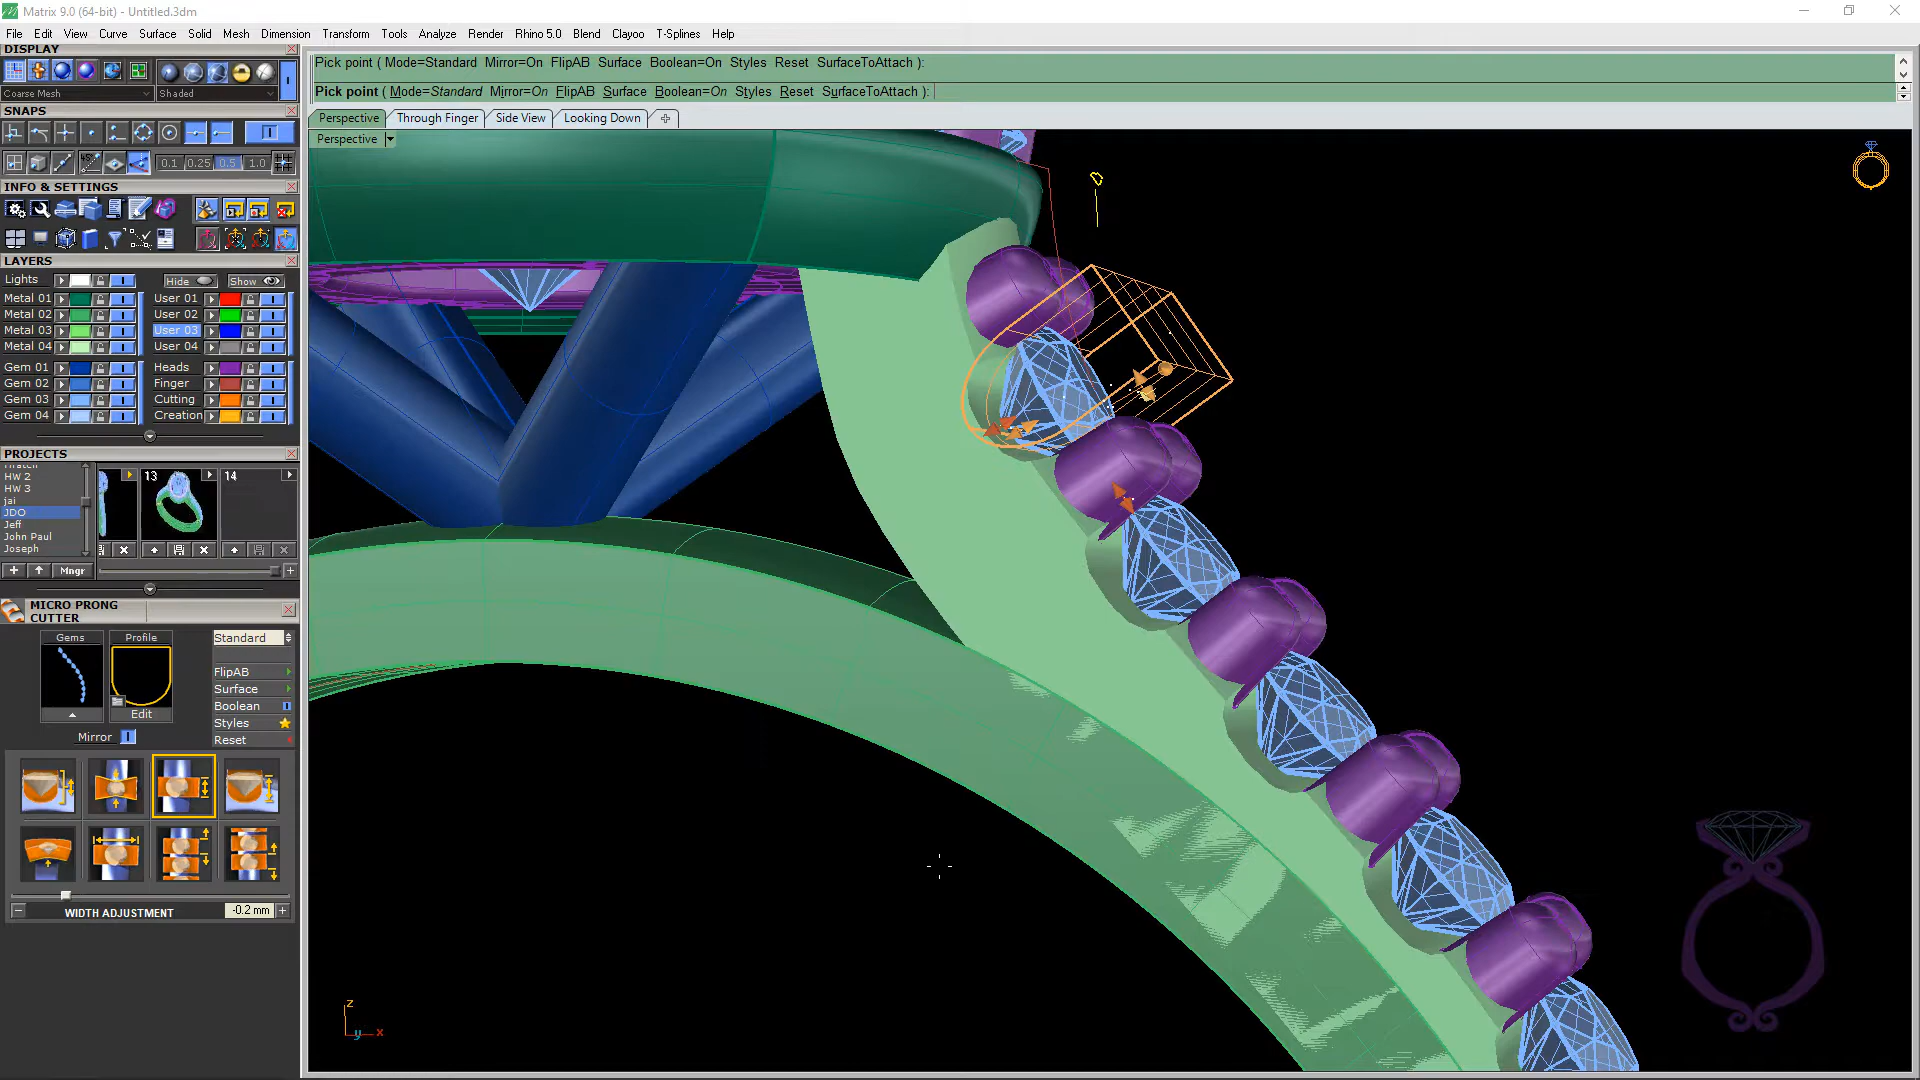 Matrix 9.0 (64-bit) - Untitled.3dm
File Edit View Curve Surface Solid Mesh Dimension Transform Tools Analyze Render Rhino 5.0 Blend Clayoo T-Splines Help
DISPLAY
Coarse Mesh Shaded
Pick point ( Mode=Standard Mirror=On FlipAB Surface Boolean=On Styles Reset SurfaceToAttach ):
Pick point ( Mode=Standard Mirror=On FlipAB Surface Boolean=On Styles Reset SurfaceToAttach ):
Perspective Through Finger Side View Looking Down
Perspective
SNAPS
0.1 0.25 0.5 1.0
INFO & SETTINGS
LAYERS
Lights Hide Show
Metal 01 User 01
Metal 02 User 02
Metal 03 User 03
Metal 04 User 04
Gem 01 Heads
Gem 02 Finger
Gem 03 Cutting
Gem 04 Creation
PROJECTS
HW 2
HW 3
jai
JDO
Jeff
John Paul
Joseph
13 14
Mngr
MICRO PRONG
CUTTER
Gems Profile Standard
FlipAB
Surface
Boolean
Edit
Styles
Mirror
Reset
WIDTH ADJUSTMENT -0.2 mm
z
y x